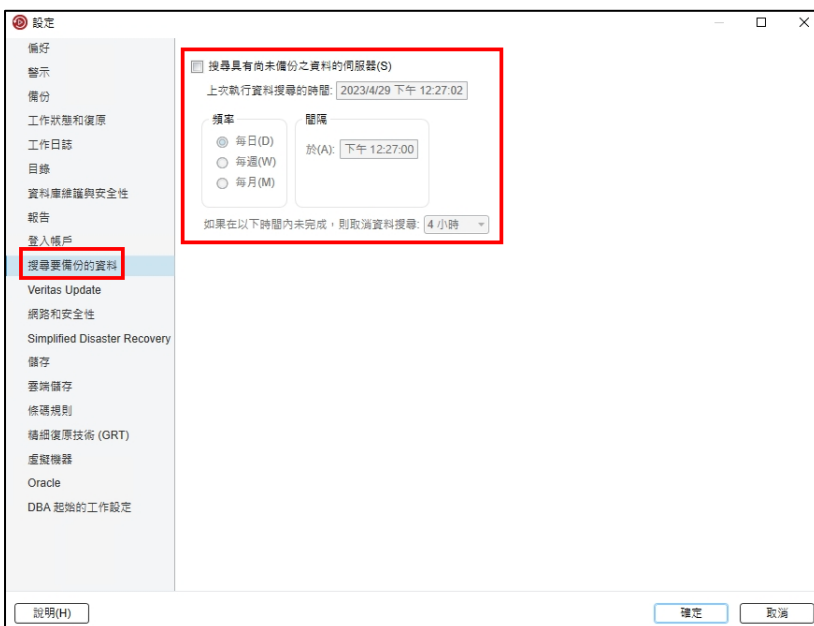 設定
偏好
警示
備份
工作狀態和復原
工作日誌
目錄
資料庫維護與安全性
報告
登入帳戶
搜尋要備份的資料
Veritas Update
網路和安全性
Simplified Disaster Recovery
儲存
雲端儲存
條碼規則
精細復原技術 (GRT)
虛擬機器
Oracle
DBA 起始的工作設定
搜尋具有尚未備份之資料的伺服器(S)
上次執行資料搜尋的時間: 2023/4/29 下午 12:27:02
頻率
每日(D)
每週(W)
每月(M)
間隔
於(A): 下午 12:27:00
如果在以下時間內未完成，則取消資料搜尋: 4 小時
說明(H)
確定
取消